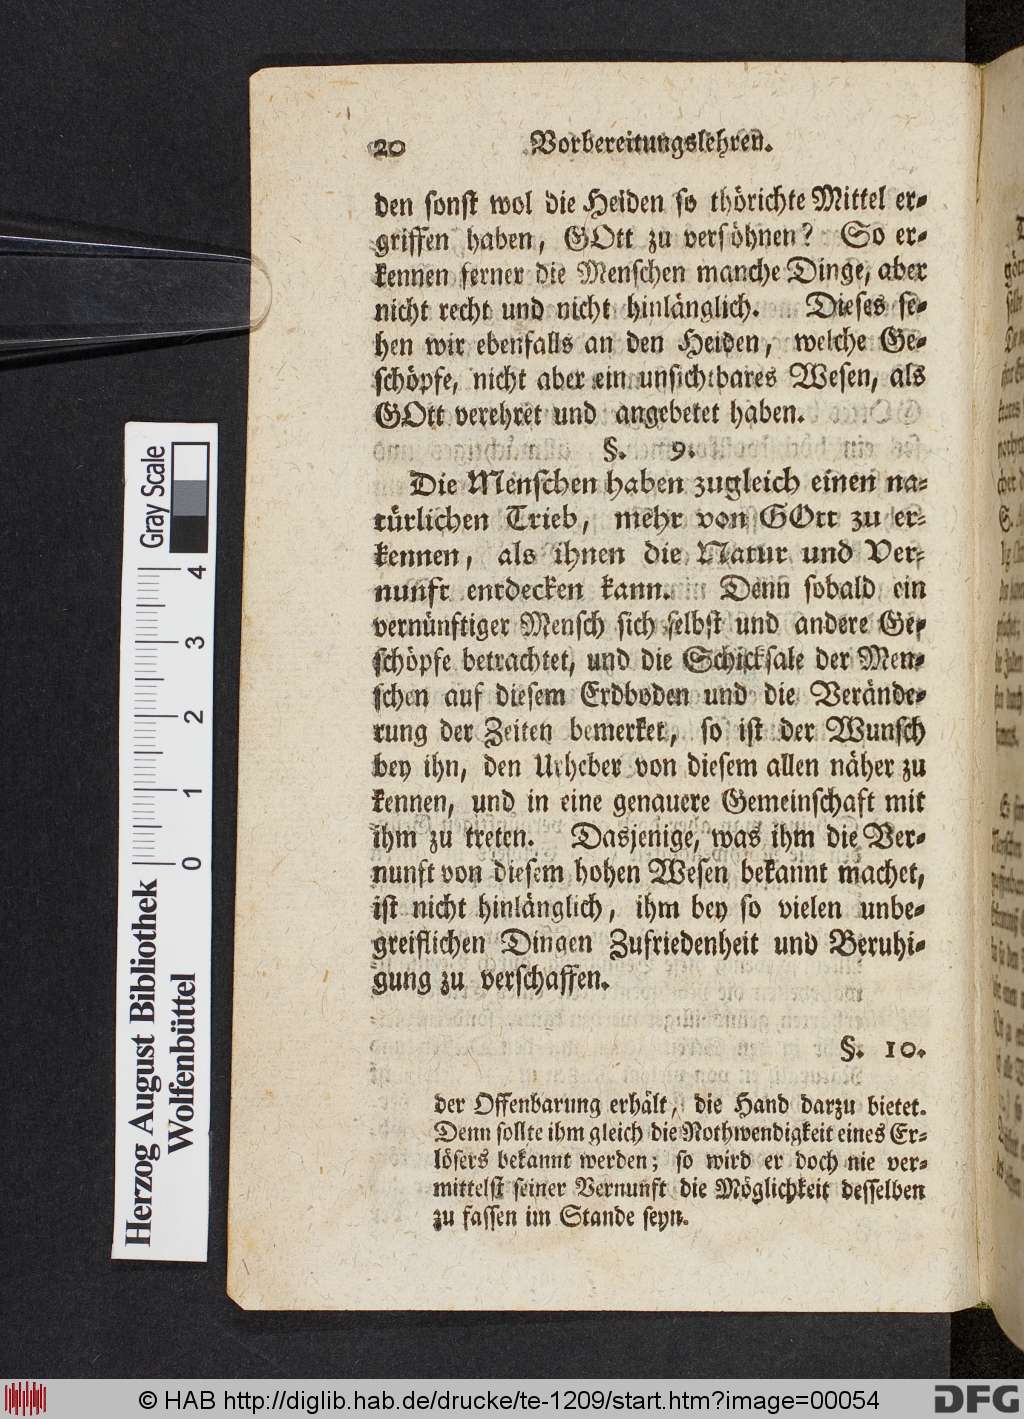 20 Vorbereitungslehren.
den sonst wol die Heiden so thörichte Mittel er-
griffen haben, GOtt zu versöhnen? So er-
kennen ferner die Menschen manche Dinge, aber
nicht recht und nicht hinlänglich. Dieses se-
hen wir ebenfalls an den Heiden, welche Ge-
schöpfe, nicht aber ein unsichtbares Wesen, als
GOtt verehret und angebetet haben.
§. 9.
Die Menschen haben zugleich einen na-
türlichen Trieb, mehr von GOtt zu er-
kennen, als ihnen die Natur und Ver-
nunft entdecken kann. Denn sobald ein
vernünftiger Mensch sich selbst und andere Ge-
schöpfe betrachtet, und die Schicksale der Men-
schen auf diesem Erdboden und die Verände-
rung der Zeiten bemerket, so ist der Wunsch
bey ihn, den Urheber von diesem allen näher zu
kennen, und in eine genauere Gemeinschaft mit
ihm zu treten. Dasjenige, was ihm die Ver-
nunft von diesem hohen Wesen bekannt machet,
ist nicht hinlänglich, ihm bey so vielen unbe-
greiflichen Dingen Zufriedenheit und Beruhi-
gung zu verschaffen.
§. 10.
der Offenbarung erhält, die Hand darzu bietet.
Denn sollte ihm gleich die Nothwendigkeit eines Er-
lösers bekannt werden; so wird er doch nie ver-
mittelst seiner Vernunft die Möglichkeit desselben
zu fassen im Stande seyn.
Herzog August Bibliothek
Wolfenbüttel
0 1 2 3 4
Gray Scale
© HAB http://diglib.hab.de/drucke/te-1209/start.htm?image=00054
DFG